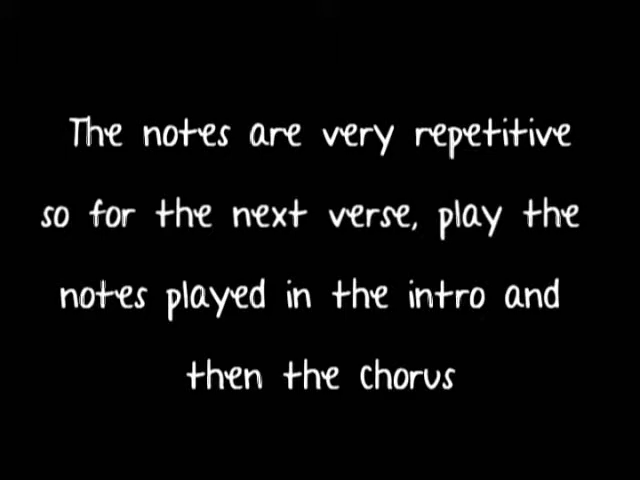 The notes are very repetitive
so for the next verse, play the
notes played in the intro and
then the chorus